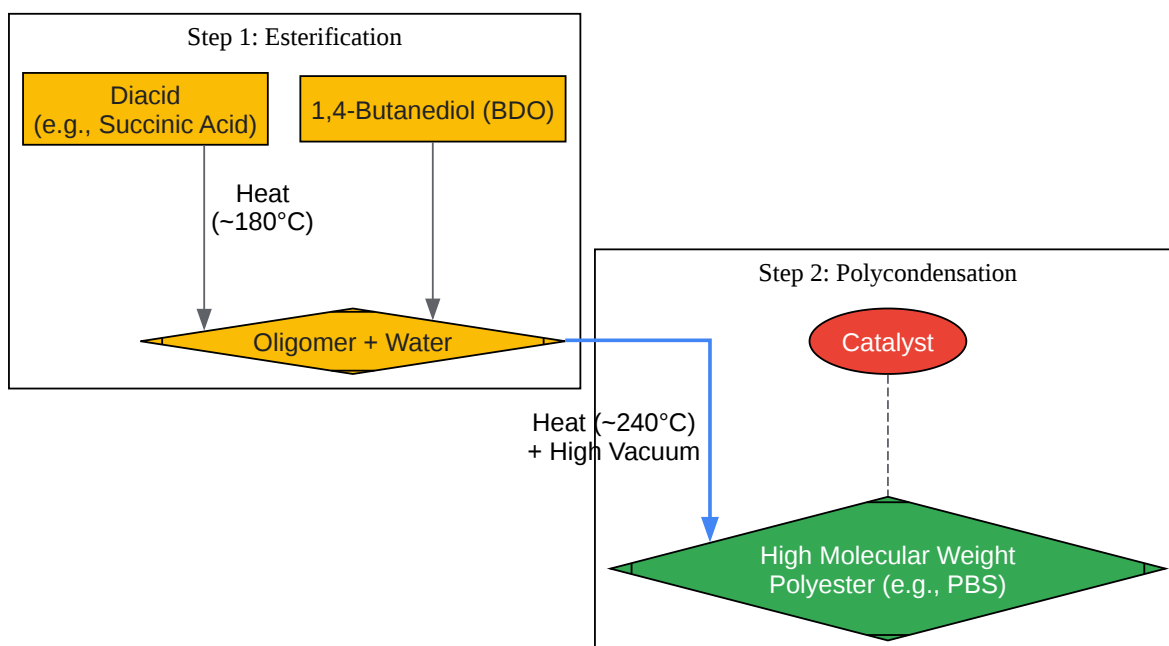 Step 1: Esterification
Diacid
(e.g., Succinic Acid)
1,4-Butanediol (BDO)
Heat
(~180°C)
Oligomer + Water
Step 2: Polycondensation
Catalyst
Heat (~240°C)
+ High Vacuum
High Molecular Weight
Polyester (e.g., PBS)